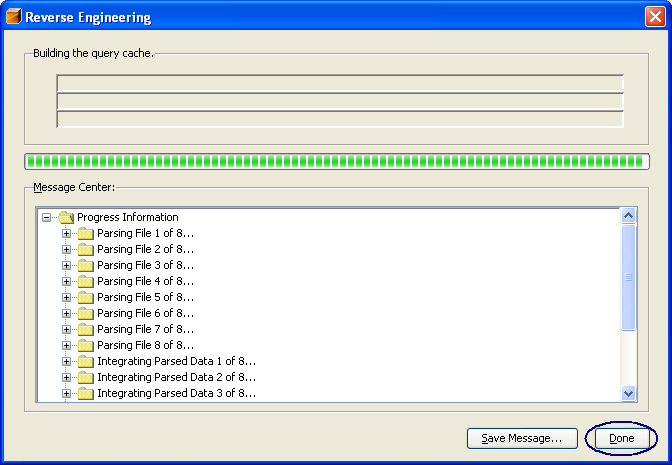 Reverse Engineering
Building the query cache.
Message Center:
Progress Information
Parsing File 1 of 8...
Parsing File 2 of 8...
Parsing File 3 of 8...
Parsing File 4 of 8...
Parsing File 5 of 8...
Parsing File 6 of 8...
Parsing File 7 of 8...
Parsing File 8 of 8...
Integrating Parsed Data 1 of 8...
Integrating Parsed Data 2 of 8...
Integrating Parsed Data 3 of 8...
Save Message... Done